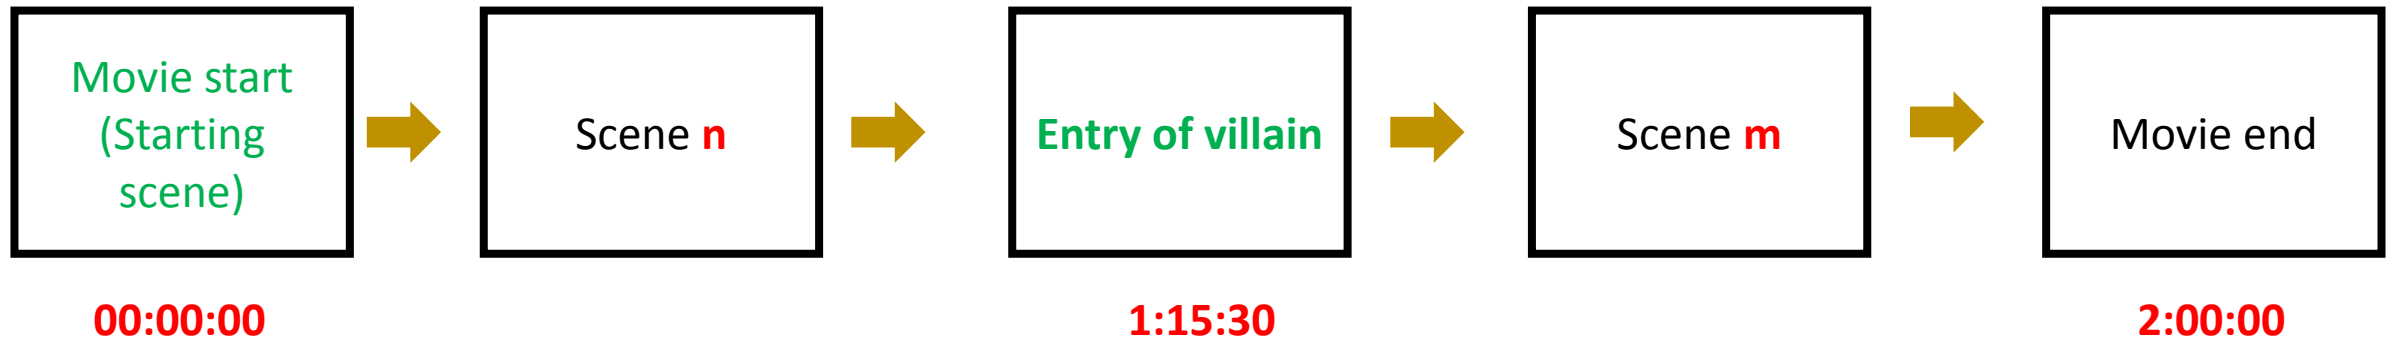 Movie start
(Starting
scene)
Scene n
Entry of villain
Scene m
Movie end
00:00:00
1:15:30
2:00:00